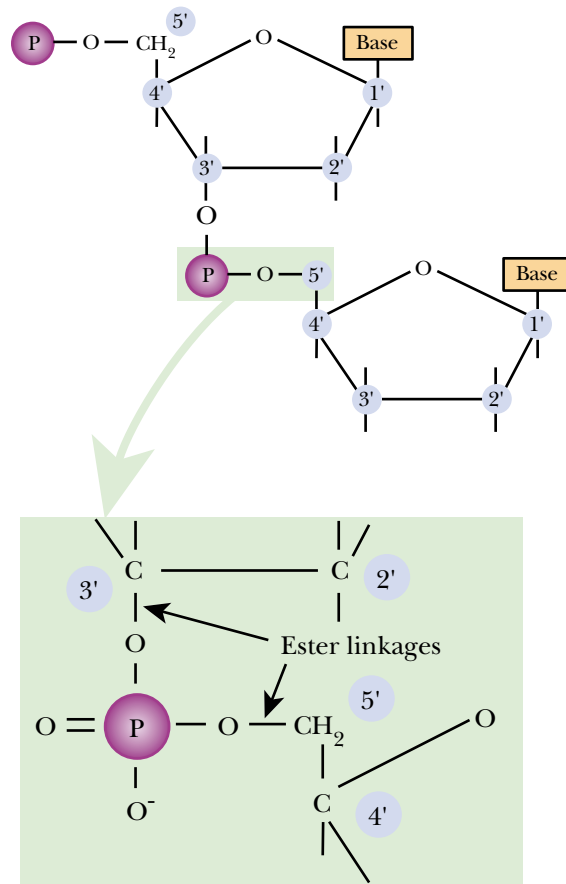 5'
P O CH2 O Base
4' 1'
3' 2'
O
P O 5' O Base
4' 1'
3' 2'
3' C C 2'
O Ester linkages
5'
O P O CH2 O
O- C 4'